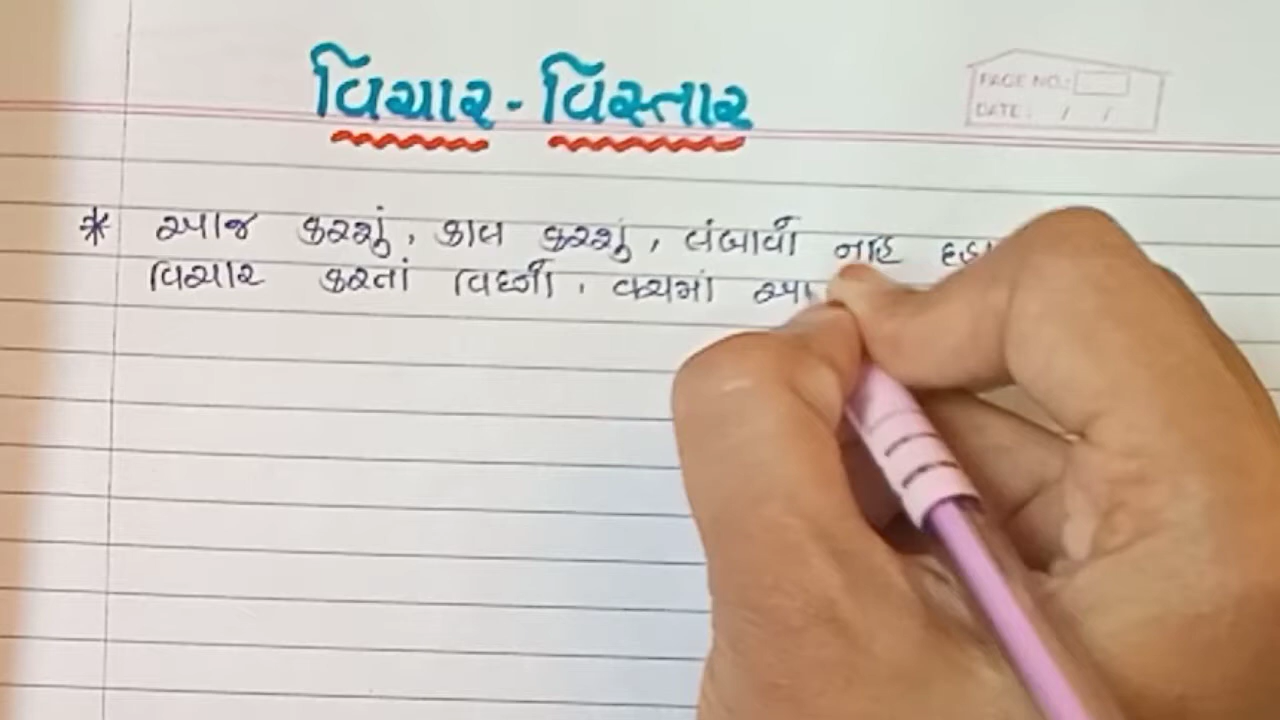 વિચાર - વિસ્તાર
PAGE NO.:
DATE : / /
* આજ કરશું, કાલ કરશું, લંબાવો નહિ
વિચાર કરતાં વિઘ્નો, વચમાં